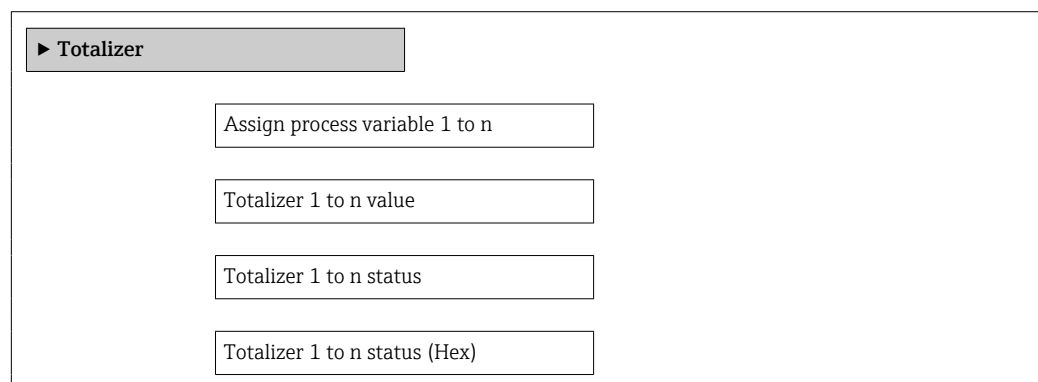 ▶ Totalizer
Assign process variable 1 to n
Totalizer 1 to n value
Totalizer 1 to n status
Totalizer 1 to n status (Hex)